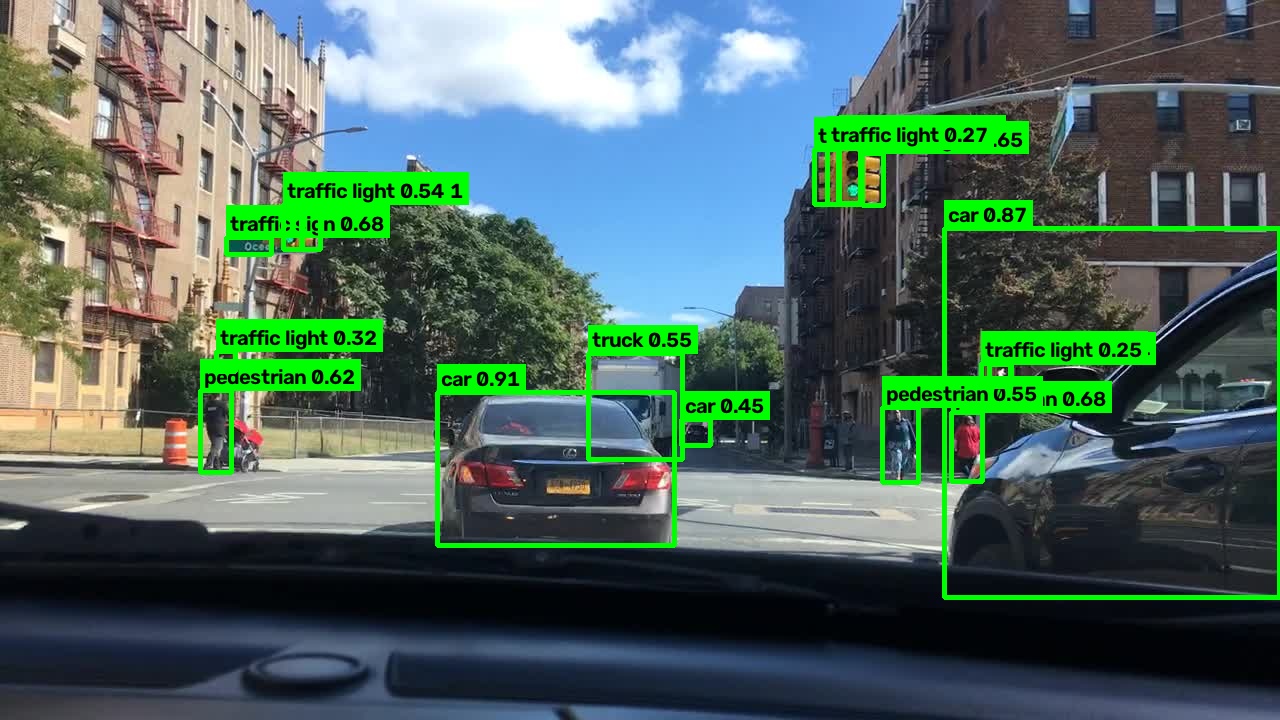 t traffic light 0.27 .65
traffic light 0.54 1
traffic sign 0.68
Oce
car 0.87
traffic light 0.32
truck 0.55
traffic light 0.25 .
pedestrian 0.62
car 0.91
pedestrian 0.55 n 0.68
car 0.45